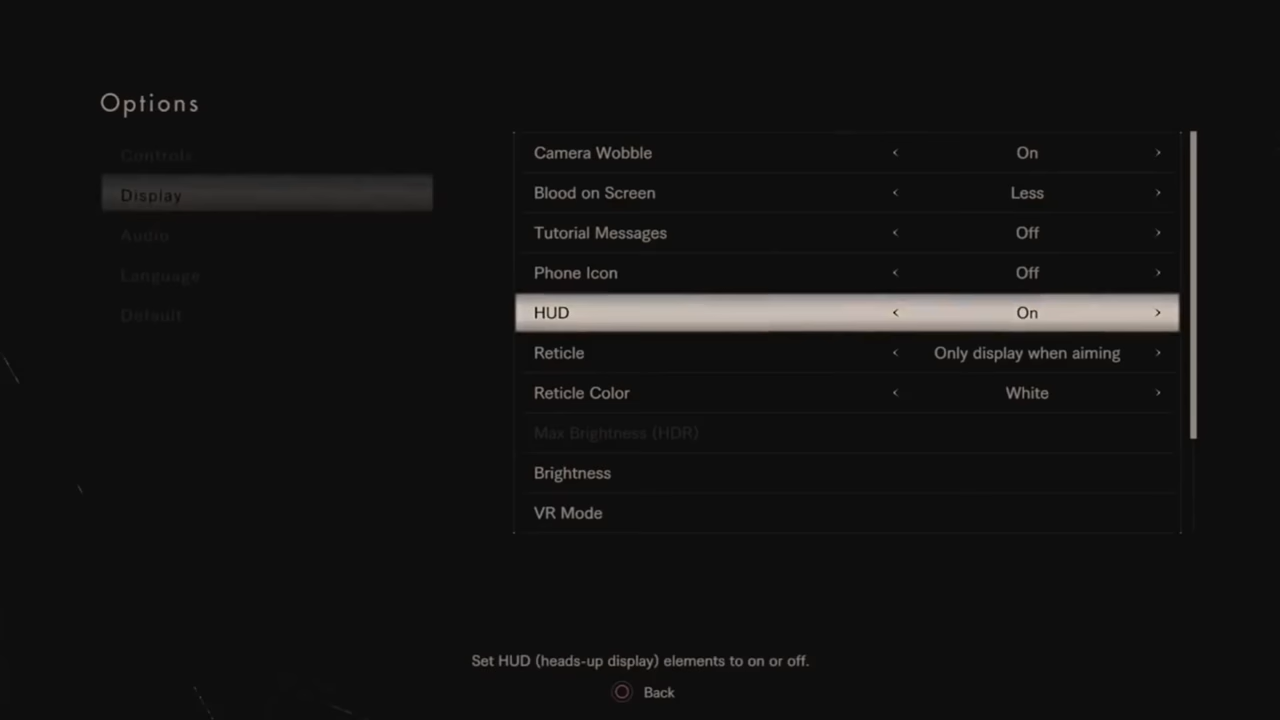 Options
Controls
Display
Audio
Language
Default
Camera Wobble < On >
Blood on Screen < Less >
Tutorial Messages < Off >
Phone Icon < Off >
HUD < On >
Reticle < Only display when aiming >
Reticle Color < White >
Max Brightness (HDR)
Brightness
VR Mode
Set HUD (heads-up display) elements to on or off.
Back